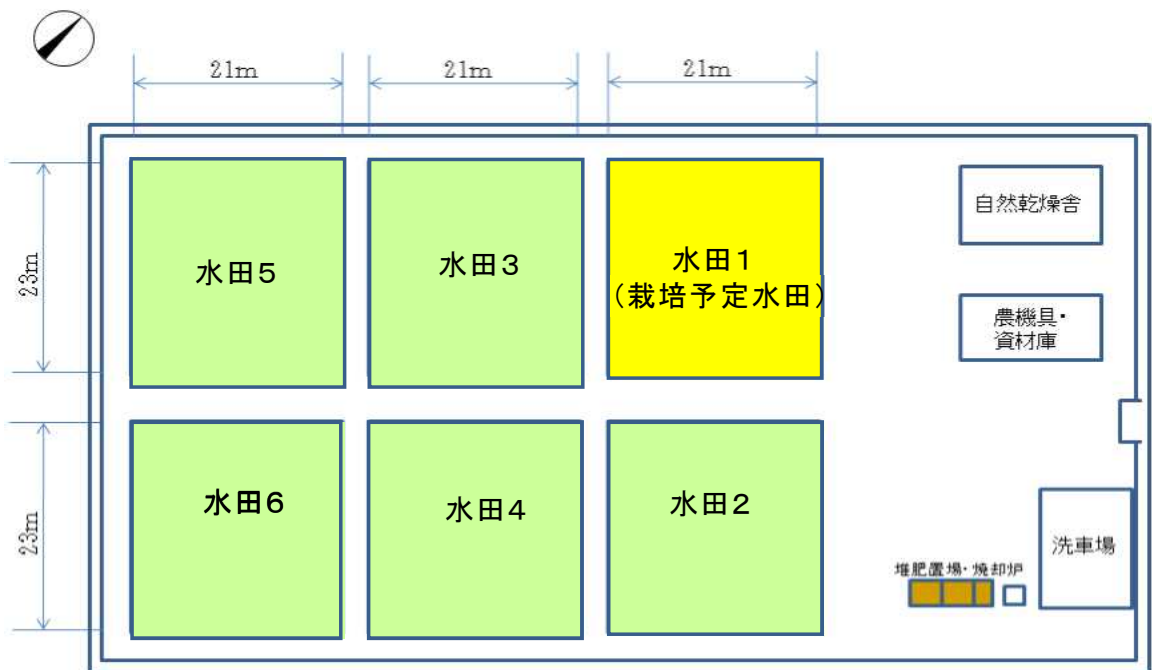 21m
21m
21m
23m
水田5
水田3
水田1
(栽培予定水田)
自然乾燥舎
農機具・
資材庫
23m
水田6
水田4
水田2
堆肥置場・焼却炉
洗車場